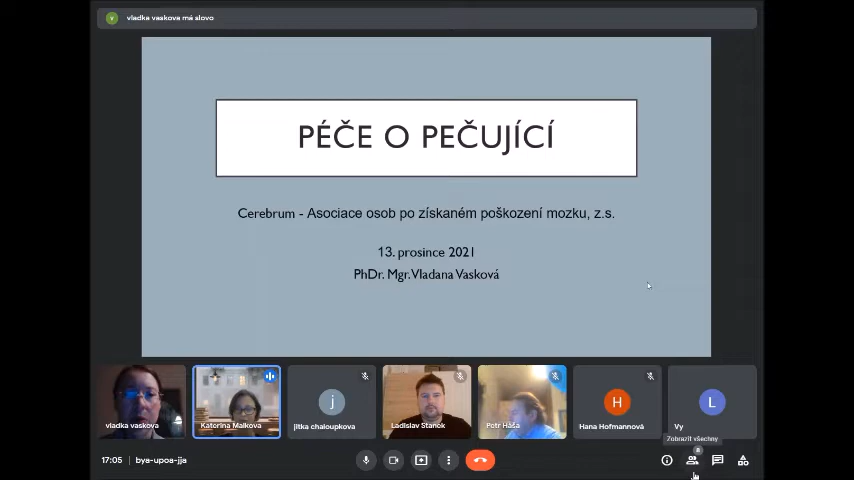 v
vladka vaskova má slovo
PÉČE O PEČUJÍCÍ
Cerebrum - Asociace osob po získaném poškození mozku, z.s.
13. prosince 2021
PhDr. Mgr. Vladana Vasková
vladka vaskova
Kateřina Malkova
j
jitka chaloupkova
Ladislav Stanek
Petr Háša
H
Hana Hofmannová
L
Vy
Zobrazit všechny
8
17:05 | bya-upoa-jja